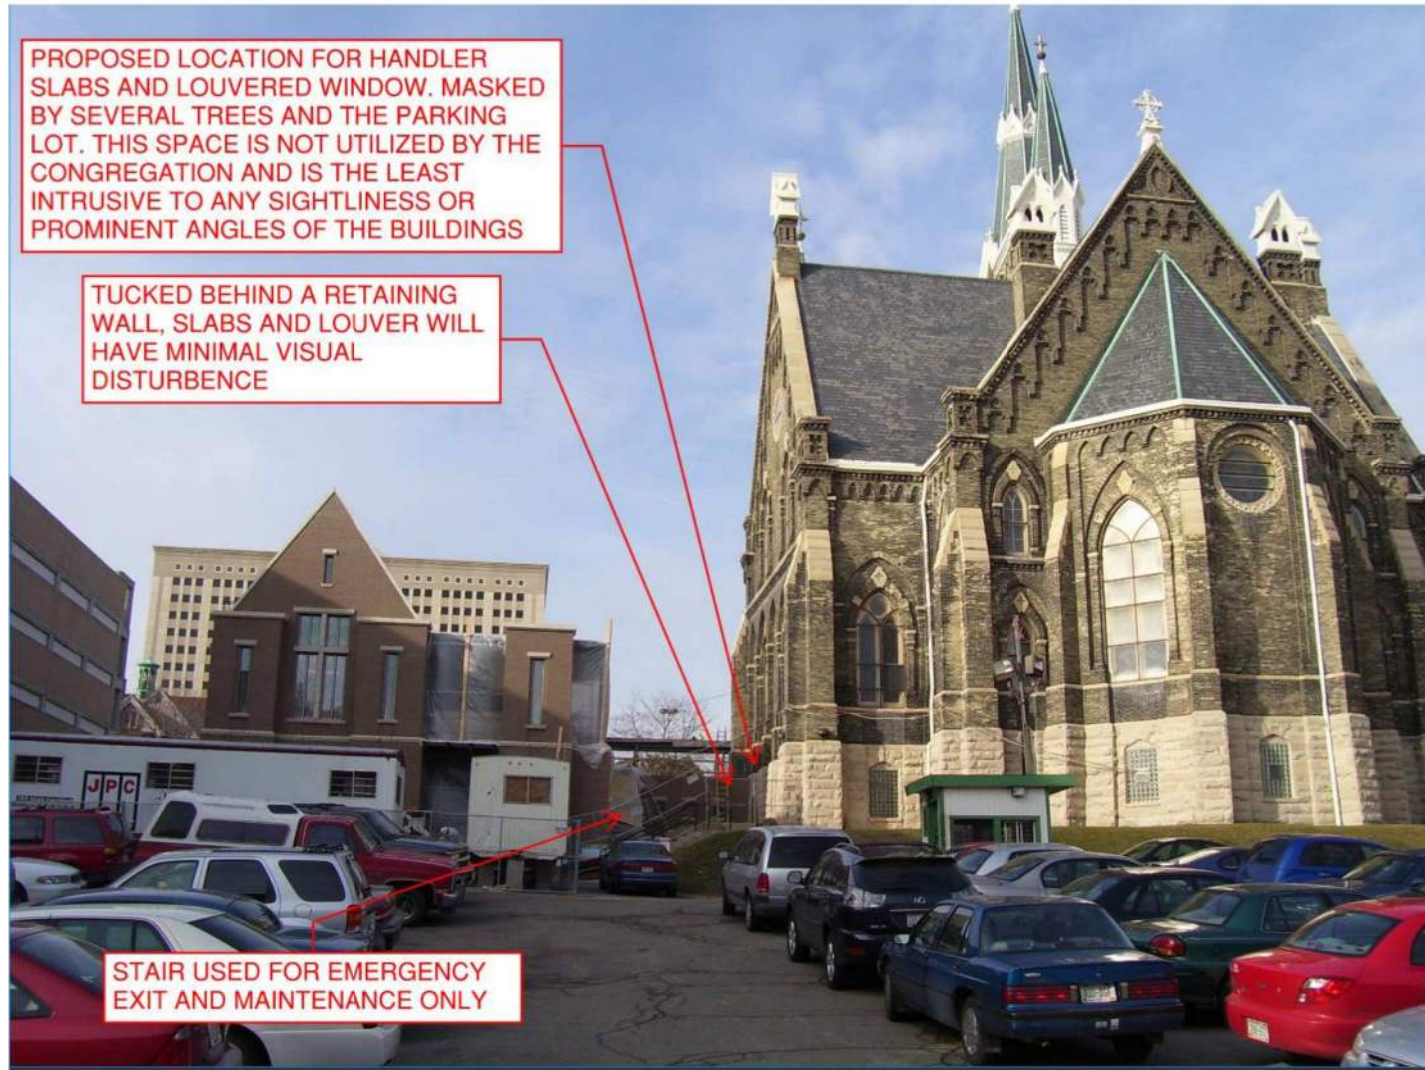 PROPOSED LOCATION FOR HANDLER
SLABS AND LOUVERED WINDOW. MASKED
BY SEVERAL TREES AND THE PARKING
LOT. THIS SPACE IS NOT UTILIZED BY THE
CONGREGATION AND IS THE LEAST
INTRUSIVE TO ANY SIGHTLINESS OR
PROMINENT ANGLES OF THE BUILDINGS
TUCKED BEHIND A RETAINING
WALL, SLABS AND LOUVER WILL
HAVE MINIMAL VISUAL
DISTURBENCE
JPC
STAIR USED FOR EMERGENCY
EXIT AND MAINTENANCE ONLY